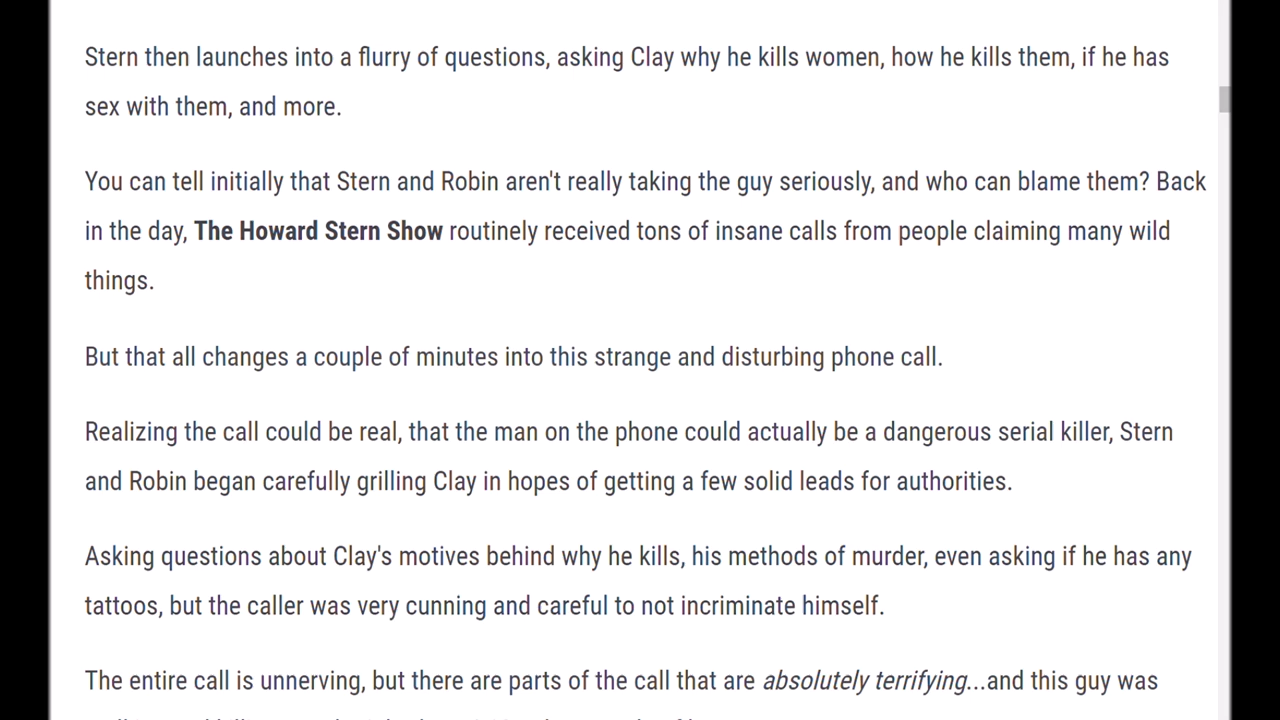 Stern then launches into a flurry of questions, asking Clay why he kills women, how he kills them, if he has
sex with them, and more.
You can tell initially that Stern and Robin aren't really taking the guy seriously, and who can blame them? Back
in the day, The Howard Stern Show routinely received tons of insane calls from people claiming many wild
things.
But that all changes a couple of minutes into this strange and disturbing phone call.
Realizing the call could be real, that the man on the phone could actually be a dangerous serial killer, Stern
and Robin began carefully grilling Clay in hopes of getting a few solid leads for authorities.
Asking questions about Clay's motives behind why he kills, his methods of murder, even asking if he has any
tattoos, but the caller was very cunning and careful to not incriminate himself.
The entire call is unnerving, but there are parts of the call that are absolutely terrifying...and this guy was